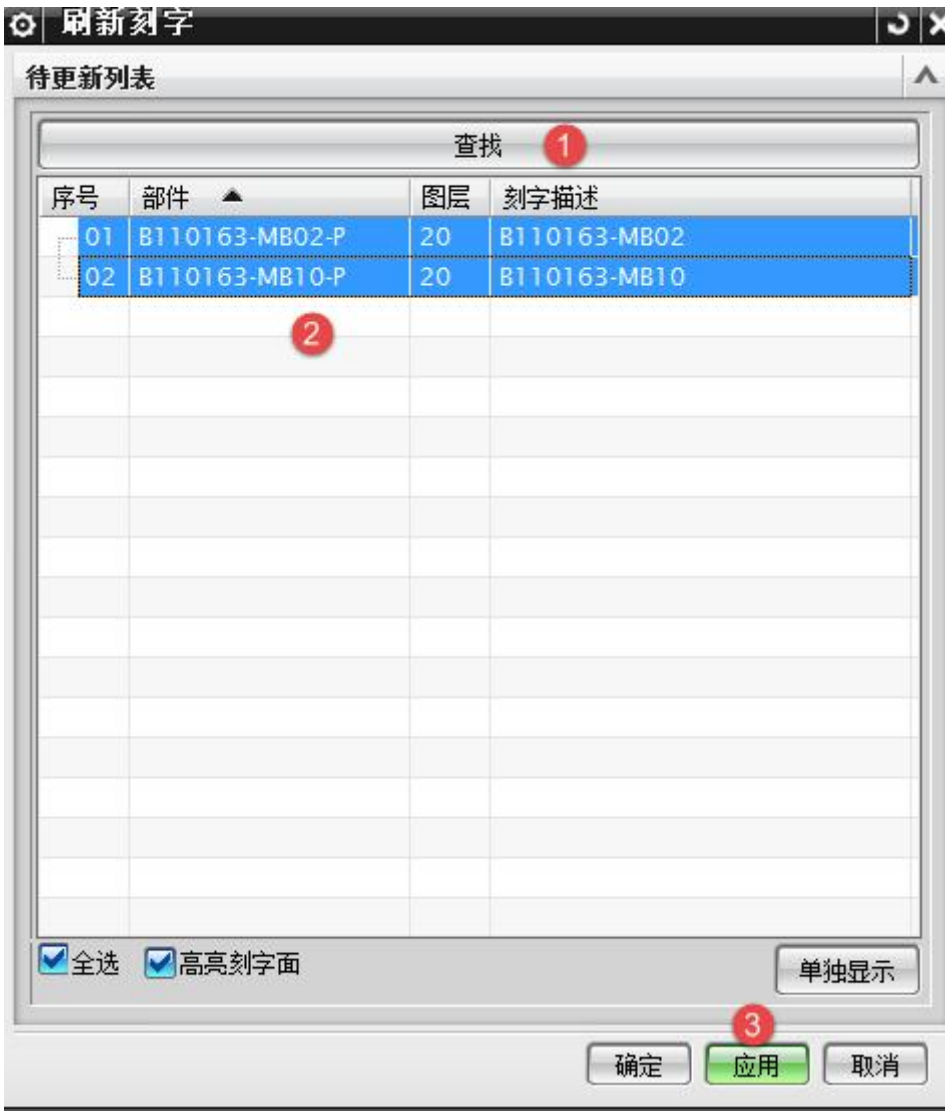 刷新刻字
待更新列表
查找 1
序号 部件 图层 刻字描述
01 B110163-MB02-P 20 B110163-MB02
02 B110163-MB10-P 20 B110163-MB10
2
全选 高亮刻字面 单独显示
3
确定 应用 取消